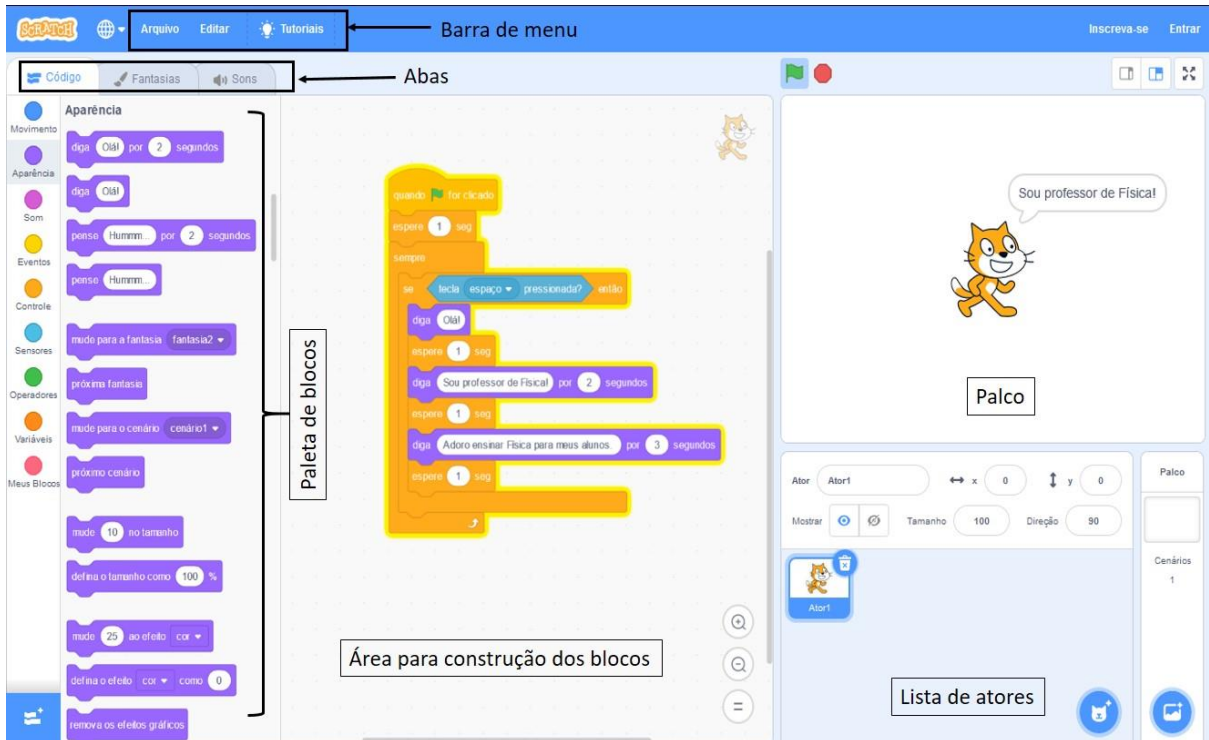 SCRATCH
Arquivo Editar Tutoriais
Barra de menu
Inscreva-se Entrar
Código Fantasias Sons
Abas
Movimento
Aparência
Som
Eventos
Controle
Sensores
Operadores
Variáveis
Meus Blocos
Aparência
diga Olá! por 2 segundos
diga Olá!
pense Hummm... por 2 segundos
pense Hummm...
mude para a fantasia fantasia2
próxima fantasia
mude para o cenário cenário1
próximo cenário
mude 10 no tamanho
defina o tamanho como 100 %
mude 25 ao efeito cor
defina o efeito cor como 0
remova os efeitos gráficos
Paleta de blocos
quando for clicado
espere 1 seg
sempre
se tecla espaço pressionada? então
diga Olá!
espere 1 seg
diga Sou professor de Física! por 2 segundos
espere 1 seg
diga Adoro ensinar Física para meus alunos. por 3 segundos
espere 1 seg
Área para construção dos blocos
Sou professor de Física!
Palco
Ator Ator1 x 0 y 0
Mostrar Tamanho 100 Direção 90
Ator1
Lista de atores
Palco
Cenários
1